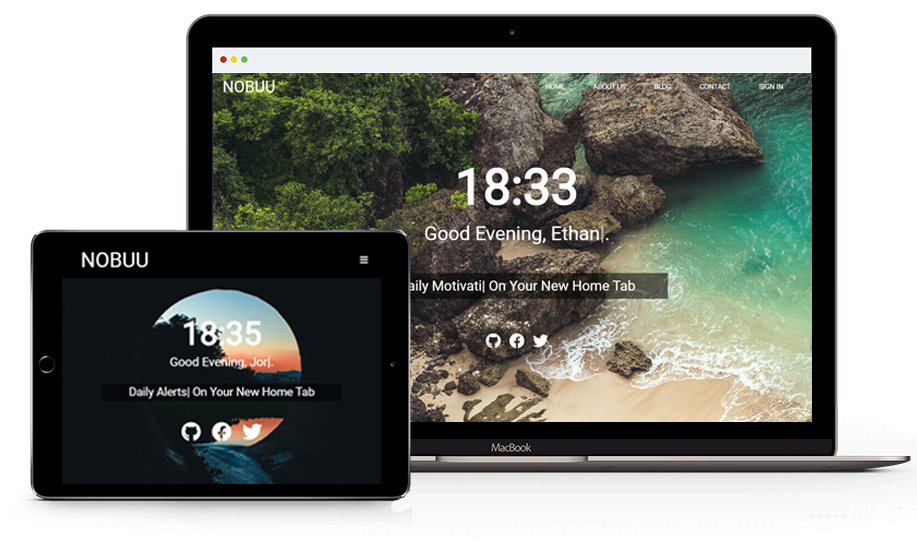 NOBUU
HOME ABOUT US BLOG CONTACT SIGN IN
18:33
Good Evening, Ethan|.
aily Motivati| On Your New Home Tab
MacBook
NOBUU
18:35
Good Evening, Jor|.
Daily Alerts| On Your New Home Tab